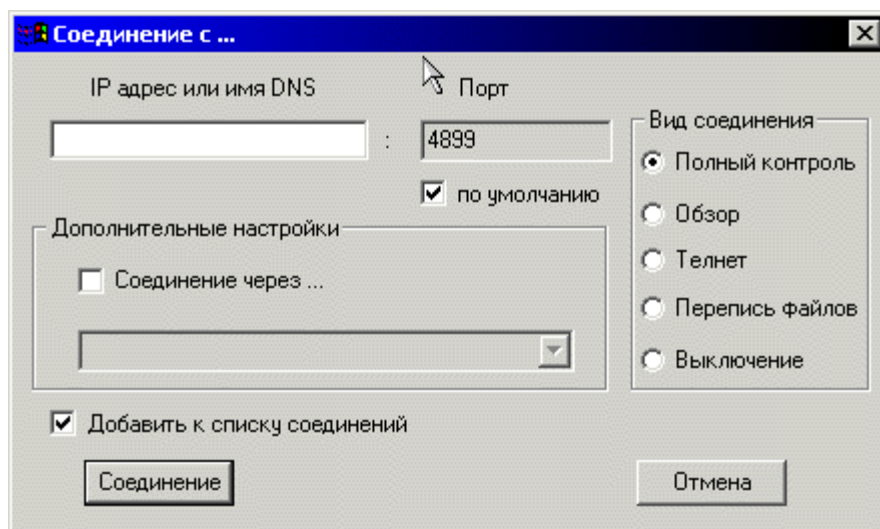 Соединение с ...
IP адрес или имя DNS
Порт
:
4899
по умолчанию
Дополнительные настройки
Соединение через ...
Добавить к списку соединений
Вид соединения
Полный контроль
Обзор
Телнет
Перепись файлов
Выключение
Соединение
Отмена